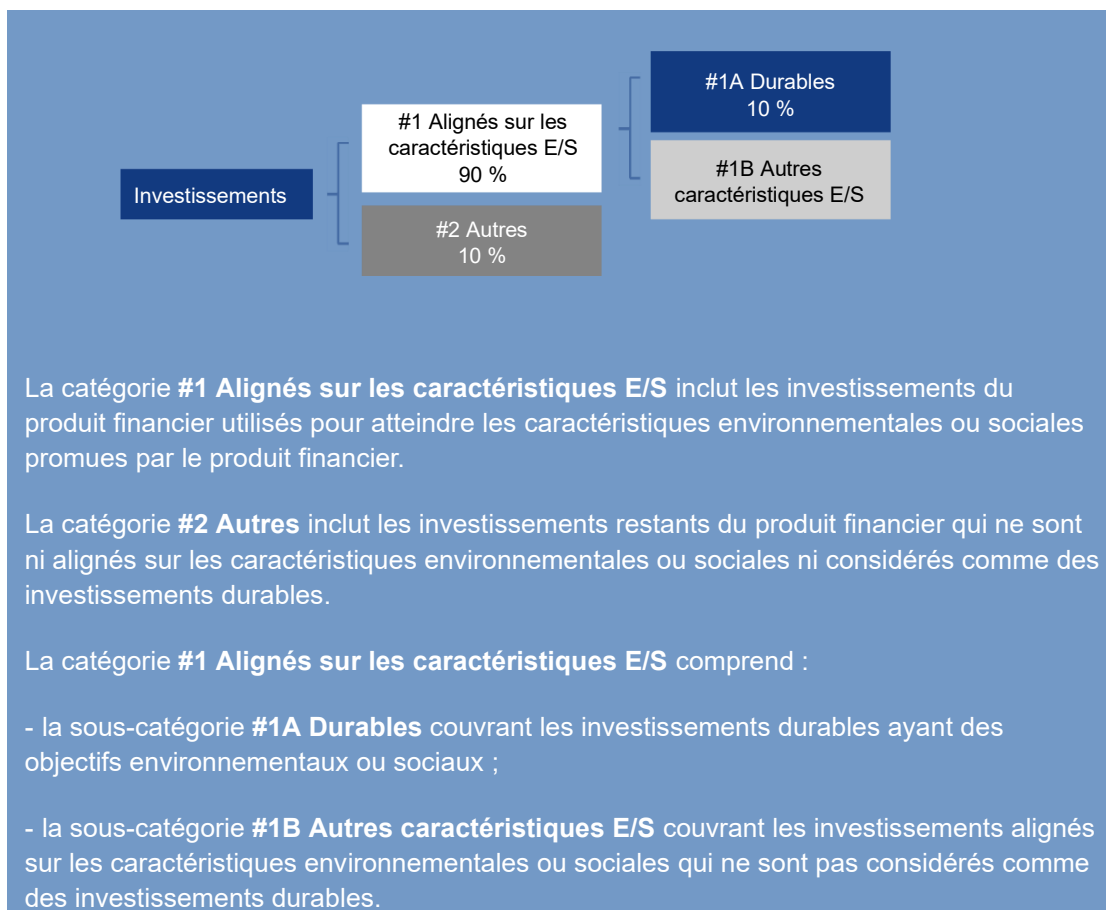 #1A Durables
10 %
#1 Alignés sur les
caractéristiques E/S
90 %
#1B Autres
caractéristiques E/S
Investissements
#2 Autres
10 %
La catégorie #1 Alignés sur les caractéristiques E/S inclut les investissements du
produit financier utilisés pour atteindre les caractéristiques environnementales ou sociales
promues par le produit financier.
La catégorie #2 Autres inclut les investissements restants du produit financier qui ne sont
ni alignés sur les caractéristiques environnementales ou sociales ni considérés comme des
investissements durables.
La catégorie #1 Alignés sur les caractéristiques E/S comprend :
- la sous-catégorie #1A Durables couvrant les investissements durables ayant des
objectifs environnementaux ou sociaux ;
- la sous-catégorie #1B Autres caractéristiques E/S couvrant les investissements alignés
sur les caractéristiques environnementales ou sociales qui ne sont pas considérés comme
des investissements durables.